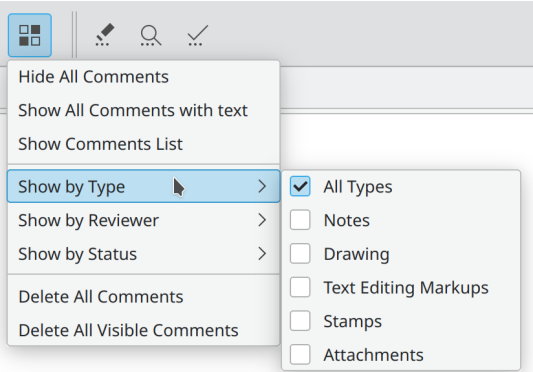 Hide All Comments
Show All Comments with text
Show Comments List
Show by Type
Show by Reviewer
Show by Status
Delete All Comments
Delete All Visible Comments
All Types
Notes
Drawing
Text Editing Markups
Stamps
Attachments